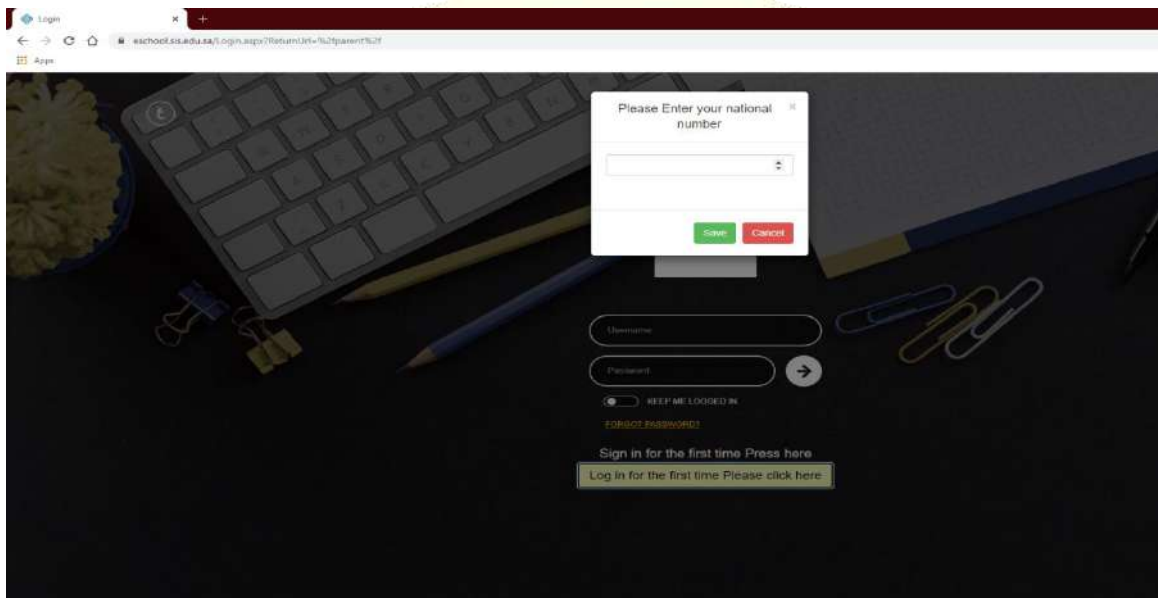 Login
eschool.sis.edu.sa/Login.aspx?ReturnUrl=%2fparent%2f
Apps
Please Enter your national
number
Save Cancel
Username
Password
KEEP ME LOGGED IN
FORGOT PASSWORD?
Sign in for the first time Press here
Log in for the first time Please click here